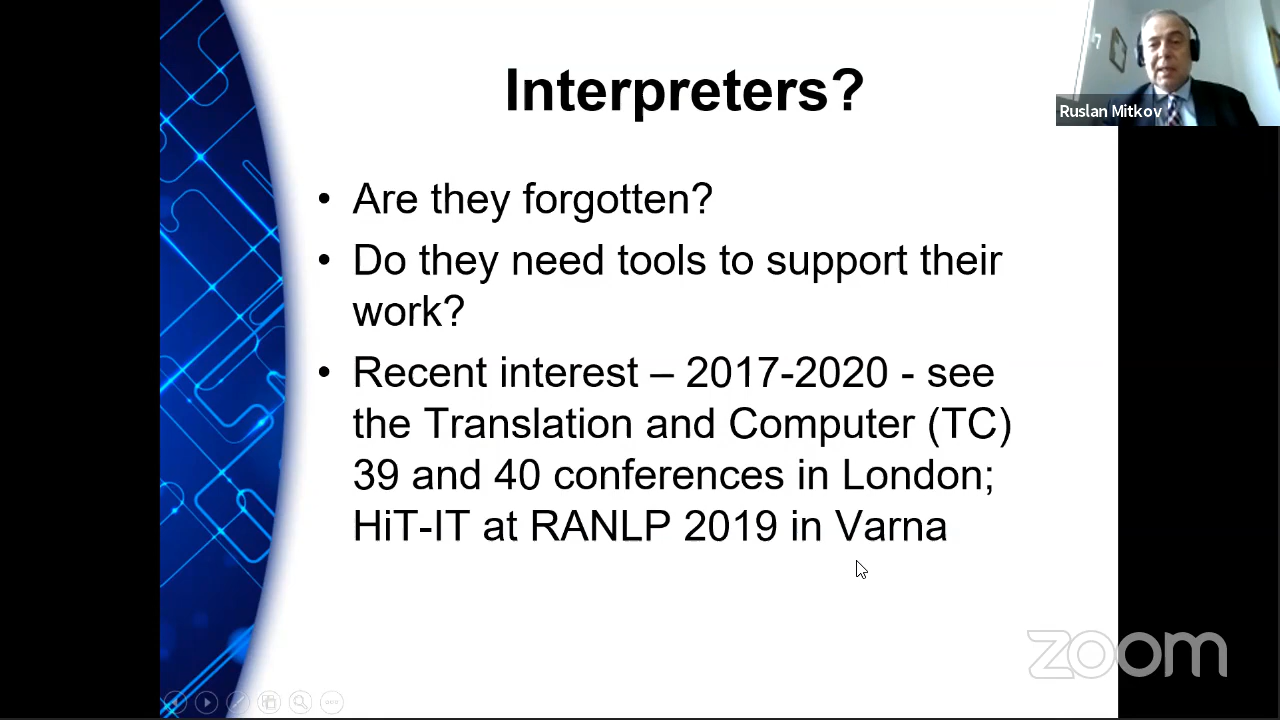 Interpreters?
Ruslan Mitkov
• Are they forgotten?
• Do they need tools to support their
work?
• Recent interest – 2017-2020 - see
the Translation and Computer (TC)
39 and 40 conferences in London;
HiT-IT at RANLP 2019 in Varna
zoom